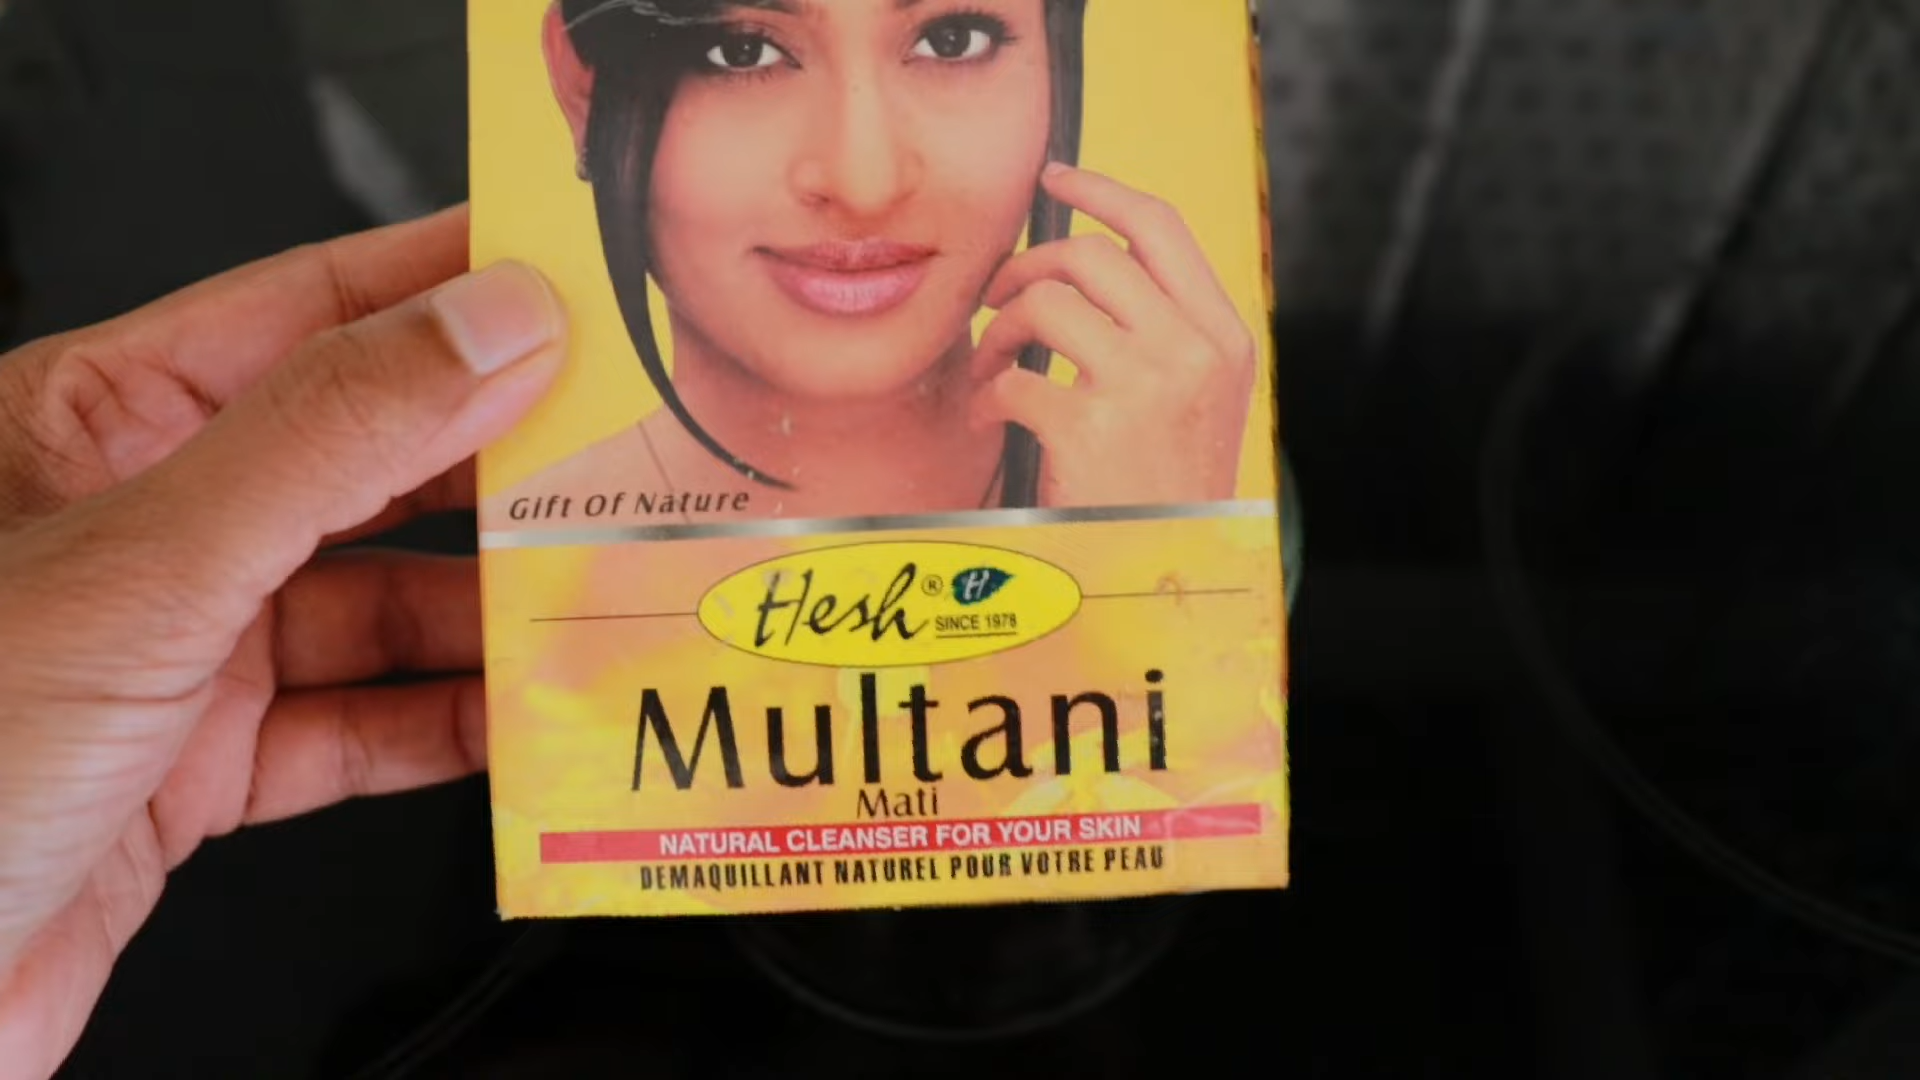 Gift Of Nature
Hesh® H
SINCE 1978
Multani
Mati
NATURAL CLEANSER FOR YOUR SKIN
DEMAQUILLANT NATUREL POUR VOTRE PEAU